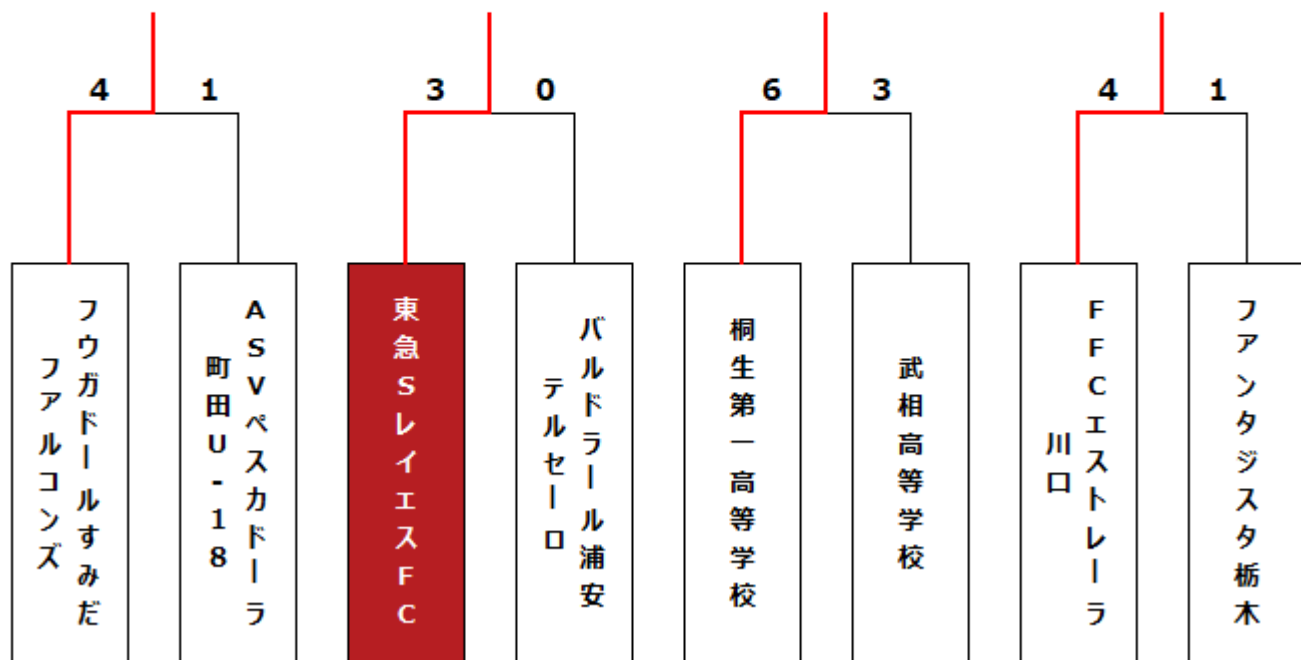 4 1 3 0 6 3 4 1
フウガドールすみだ
ファルコンズ
ASVペスカドーラ
町田U-18
東急SレイエスFC
バルドラール浦安
テルセーロ
桐生第一高等学校
武相高等学校
FFCエストレーラ
川口
ファンタジスタ栃木